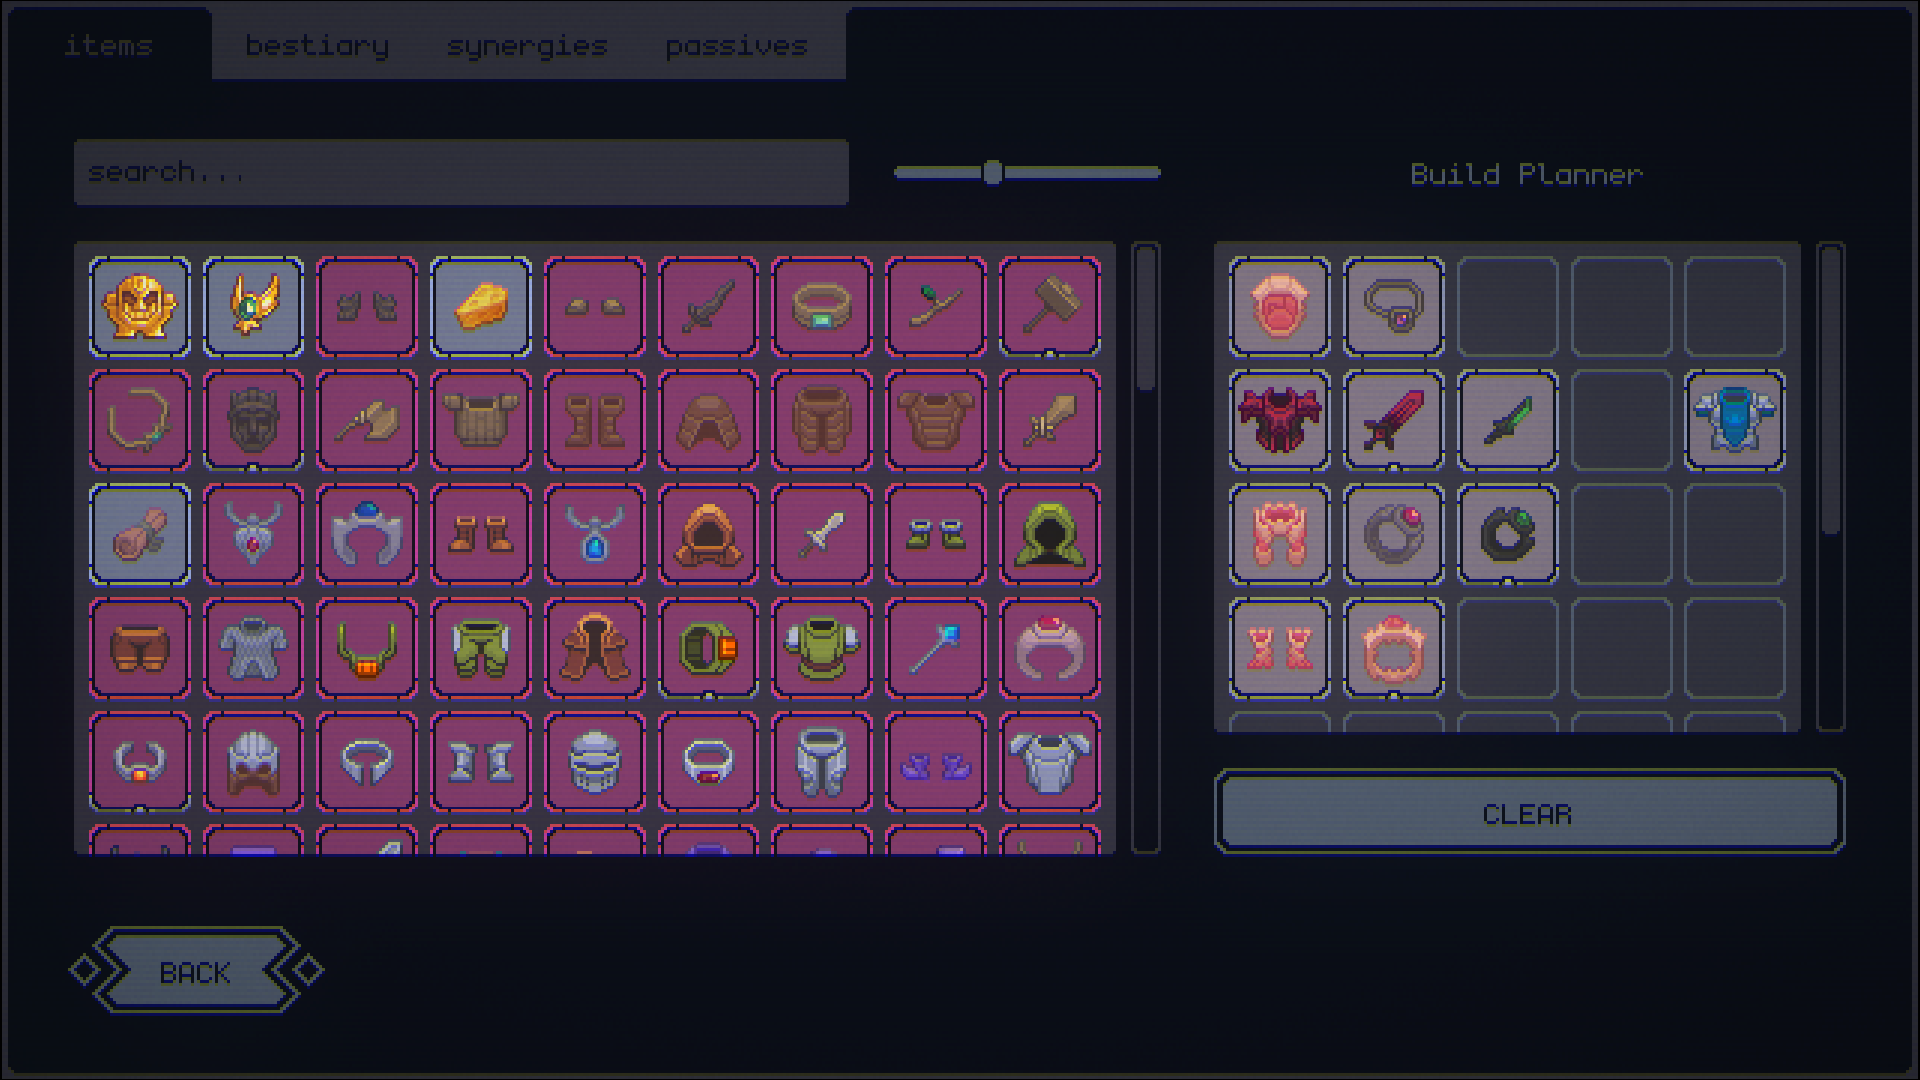 items bestiary synergies passives
search...
Build Planner
CLEAR
BACK